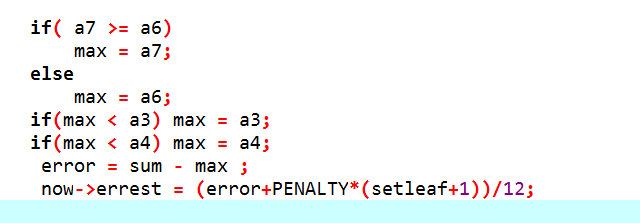 if( a7 >= a6)
max = a7;
else
max = a6;
if(max < a3) max = a3;
if(max < a4) max = a4;
error = sum - max ;
now->errest = (error+PENALTY*(setleaf+1))/12;